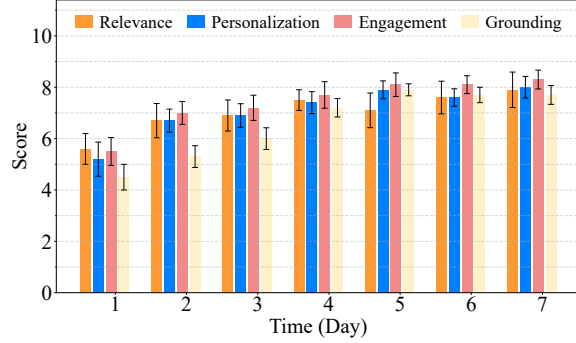 Relevance Personalization Engagement Grounding
10
8
6
4
2
0
Score
1 2 3 4 5 6 7
Time (Day)